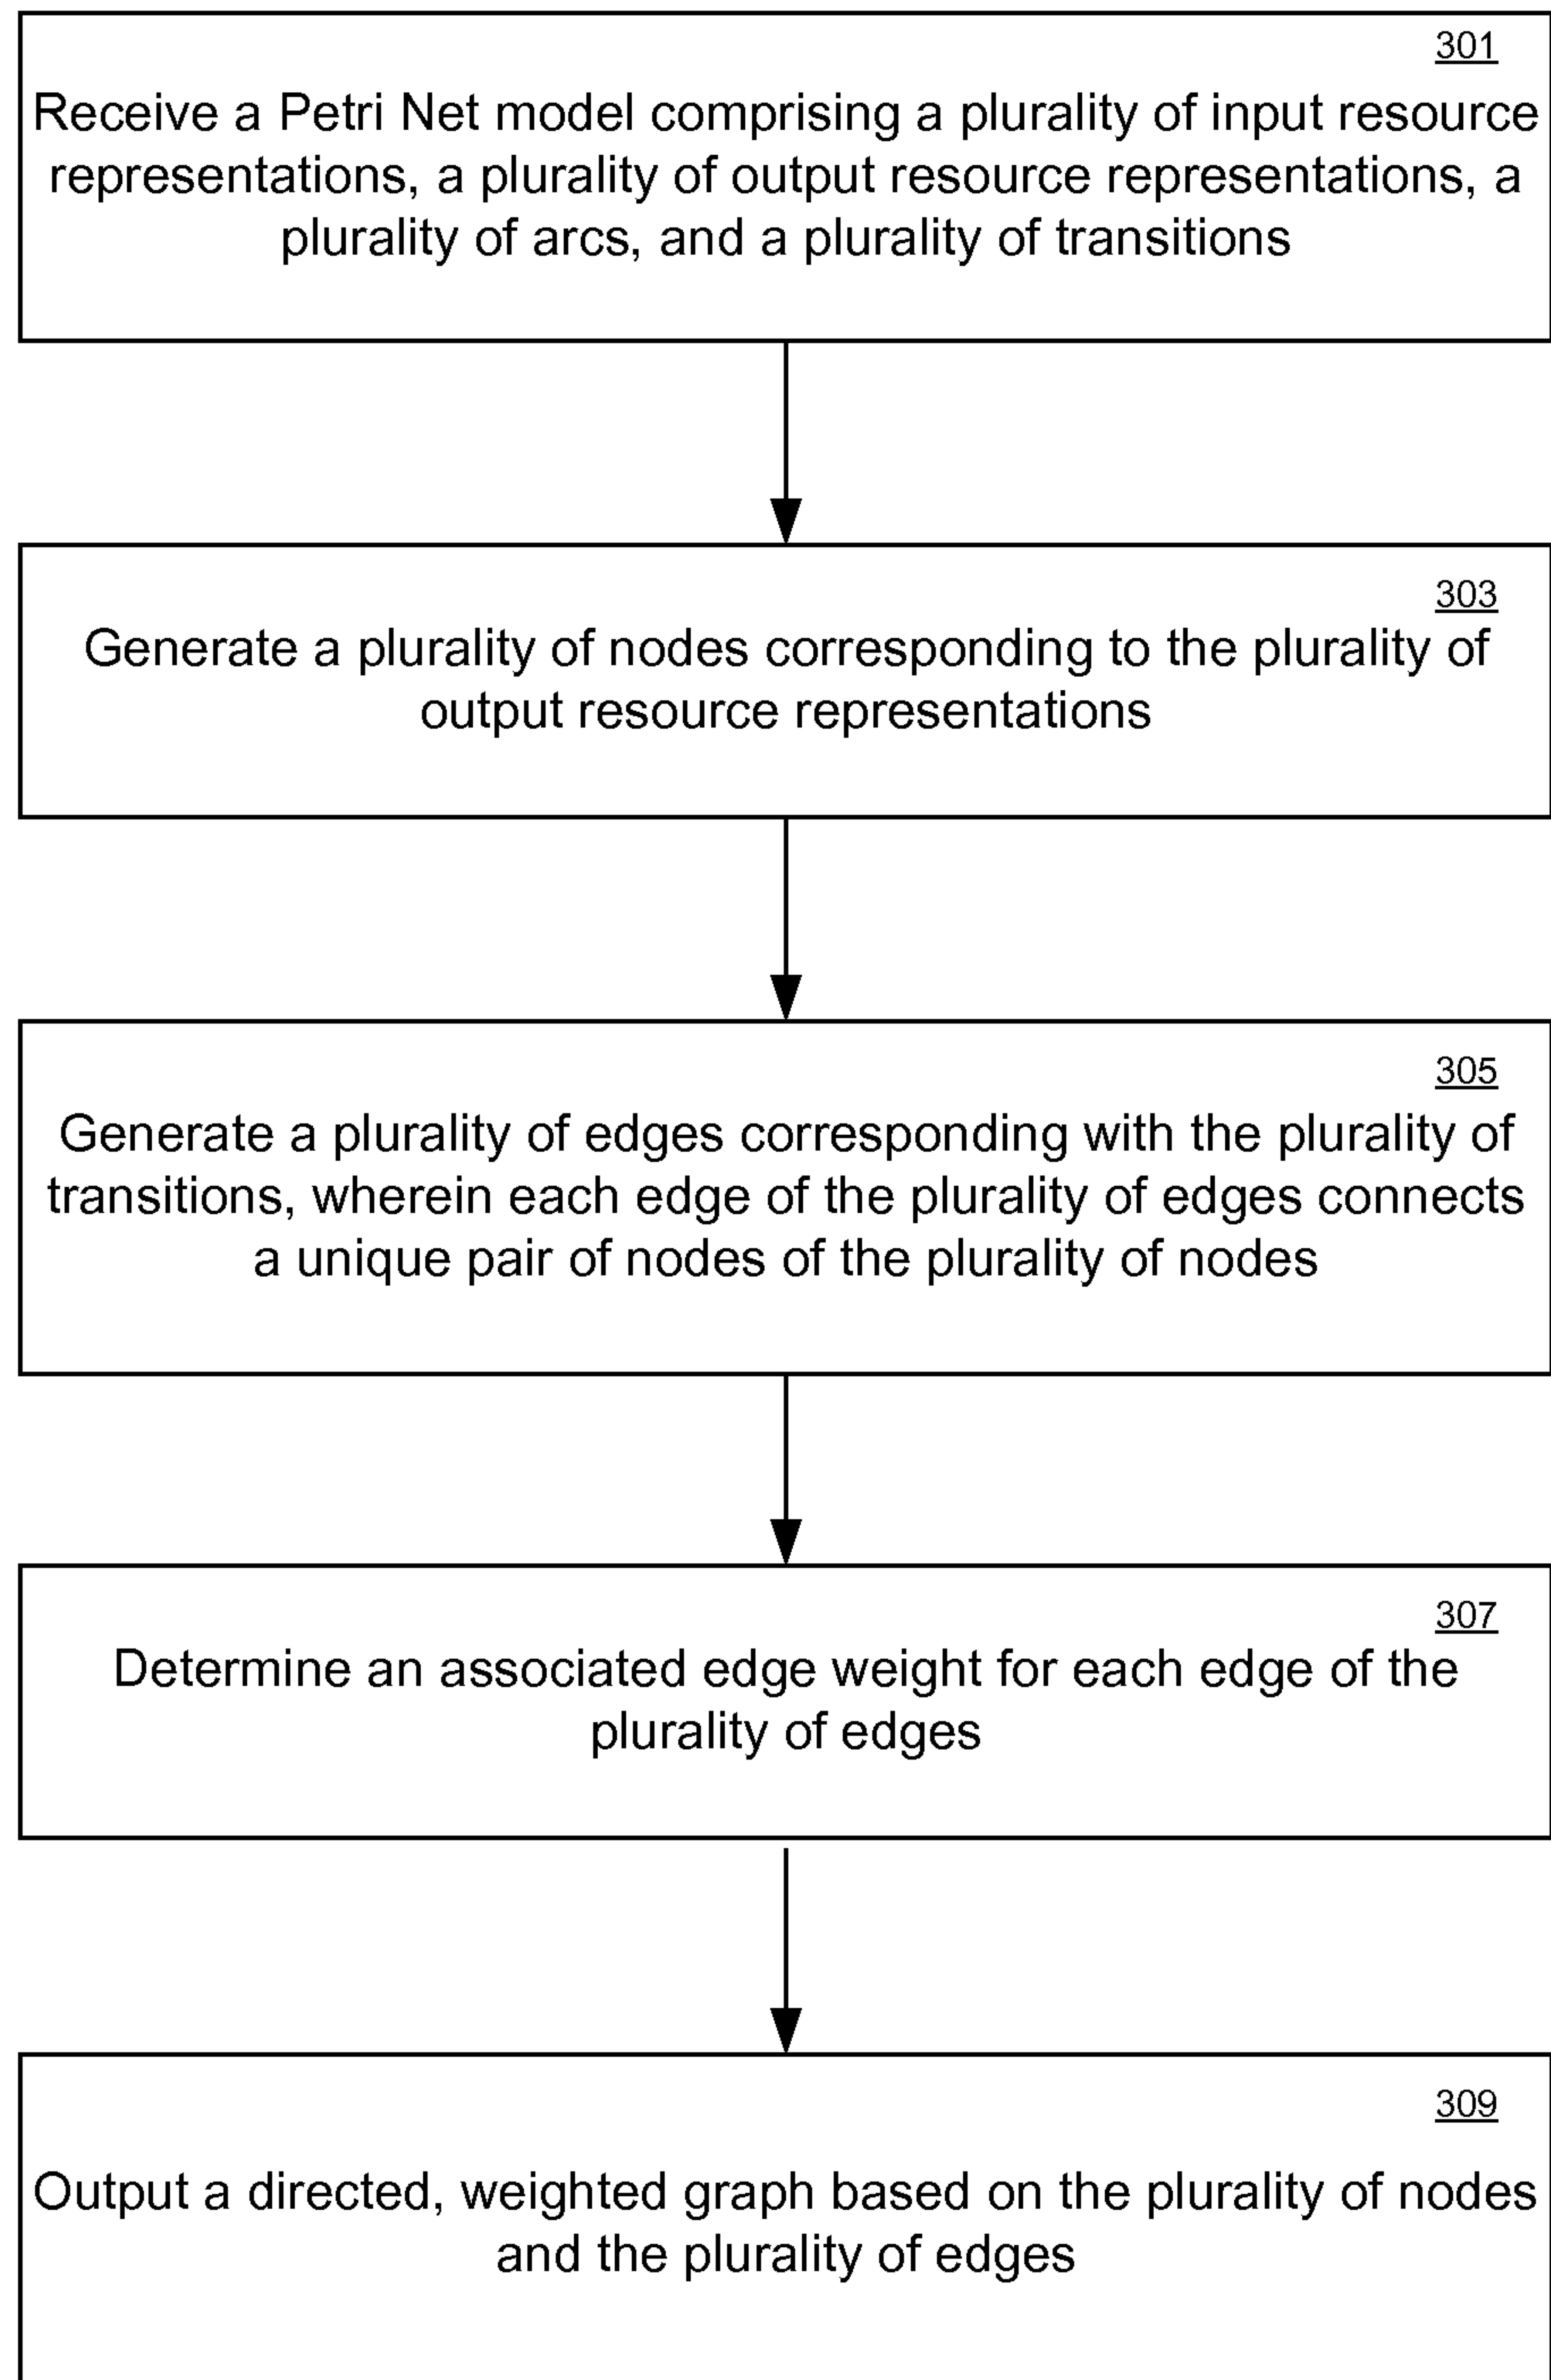 301
Receive a Petri Net model comprising a plurality of input resource
representations, a plurality of output resource representations, a
plurality of arcs, and a plurality of transitions
303
Generate a plurality of nodes corresponding to the plurality of
output resource representations
305
Generate a plurality of edges corresponding with the plurality of
transitions, wherein each edge of the plurality of edges connects
a unique pair of nodes of the plurality of nodes
307
Determine an associated edge weight for each edge of the
plurality of edges
309
Output a directed, weighted graph based on the plurality of nodes
and the plurality of edges